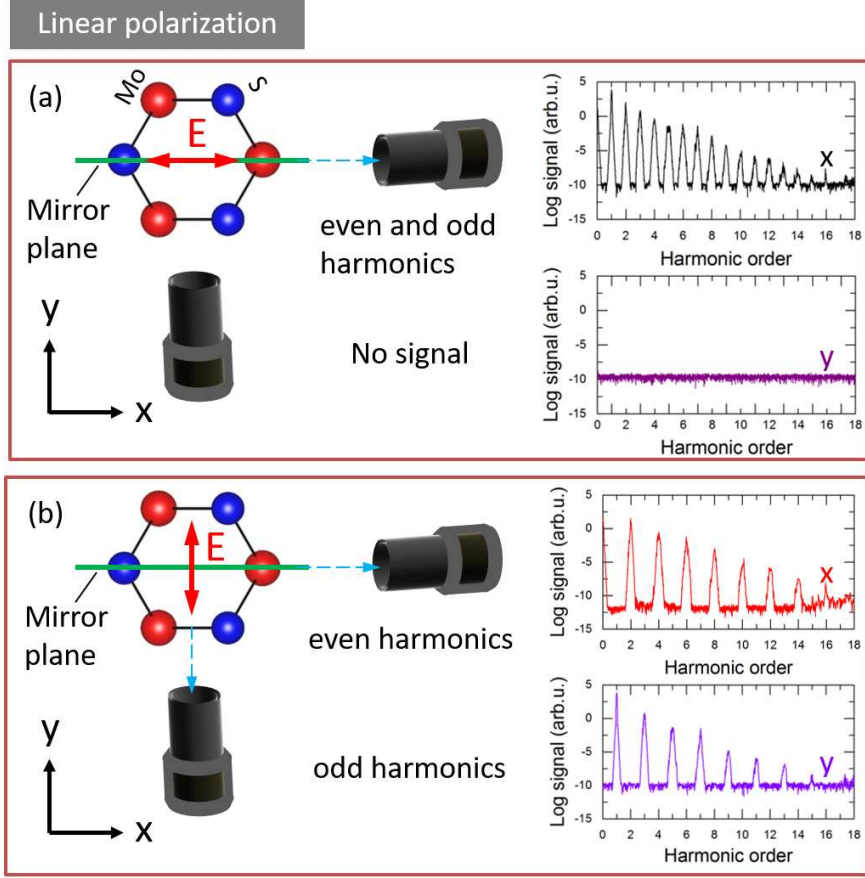 Linear polarization
(a)
Mo
S
E
Mirror
plane
even and odd
harmonics
y
x
No signal
Log signal (arb.u.)
5
0
-5
-10
-15
x
0 2 4 6 8 10 12 14 16 18
Harmonic order
Log signal (arb.u.)
5
0
-5
-10
-15
y
0 2 4 6 8 10 12 14 16 18
Harmonic order
(b)
E
Mirror
plane
even harmonics
y
x
odd harmonics
Log signal (arb.u.)
5
0
-5
-10
-15
x
0 2 4 6 8 10 12 14 16 18
Harmonic order
Log signal (arb.u.)
5
0
-5
-10
-15
y
0 2 4 6 8 10 12 14 16 18
Harmonic order